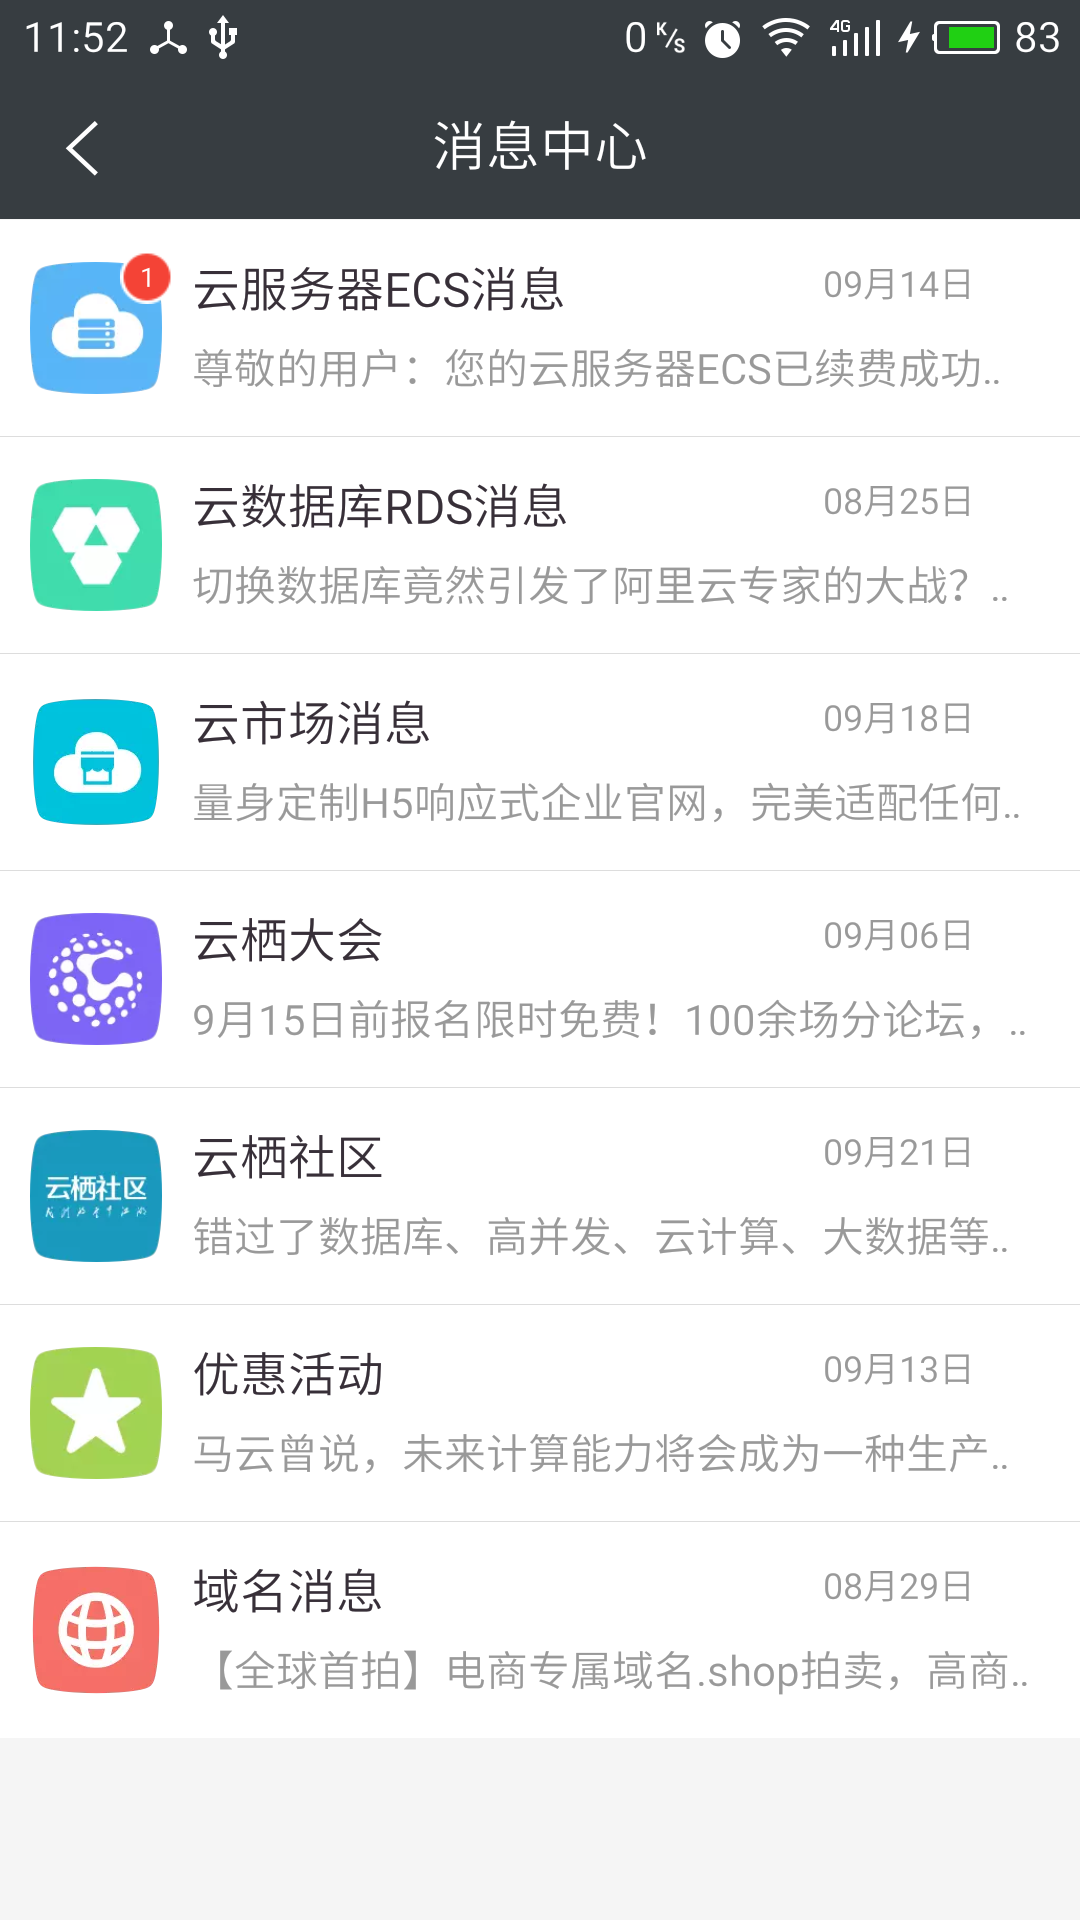 11:52 0 K/s 4G 83
消息中心
1
云服务器ECS消息 09月14日
尊敬的用户：您的云服务器ECS已续费成功..
云数据库RDS消息 08月25日
切换数据库竟然引发了阿里云专家的大战？..
云市场消息 09月18日
量身定制H5响应式企业官网，完美适配任何..
云栖大会 09月06日
9月15日前报名限时免费！100余场分论坛，..
云栖社区
云栖社区 09月21日
错过了数据库、高并发、云计算、大数据等..
优惠活动 09月13日
马云曾说，未来计算能力将会成为一种生产..
域名消息 08月29日
【全球首拍】电商专属域名.shop拍卖，高商..